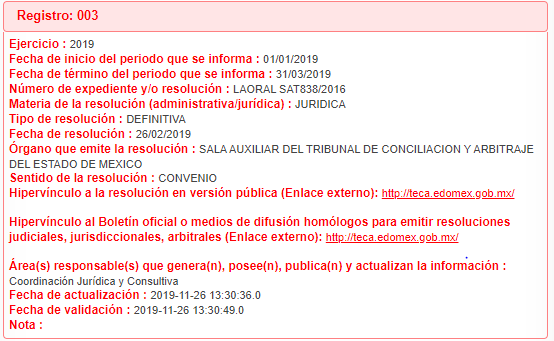 Registro: 003
Ejercicio : 2019
Fecha de inicio del periodo que se informa : 01/01/2019
Fecha de término del periodo que se informa : 31/03/2019
Número de expediente y/o resolución : LAORAL SAT838/2016
Materia de la resolución (administrativa/jurídica) : JURIDICA
Tipo de resolución : DEFINITIVA
Fecha de resolución : 26/02/2019
Órgano que emite la resolución : SALA AUXILIAR DEL TRIBUNAL DE CONCILIACION Y ARBITRAJE
DEL ESTADO DE MEXICO
Sentido de la resolución : CONVENIO
Hipervínculo a la resolución en versión pública (Enlace externo): http://teca.edomex.gob.mx/
Hipervínculo al Boletín oficial o medios de difusión homólogos para emitir resoluciones
judiciales, jurisdiccionales, arbitrales (Enlace externo): http://teca.edomex.gob.mx/
Área(s) responsable(s) que genera(n), posee(n), publica(n) y actualizan la información :
Coordinación Jurídica y Consultiva
Fecha de actualización : 2019-11-26 13:30:36.0
Fecha de validación : 2019-11-26 13:30:49.0
Nota :